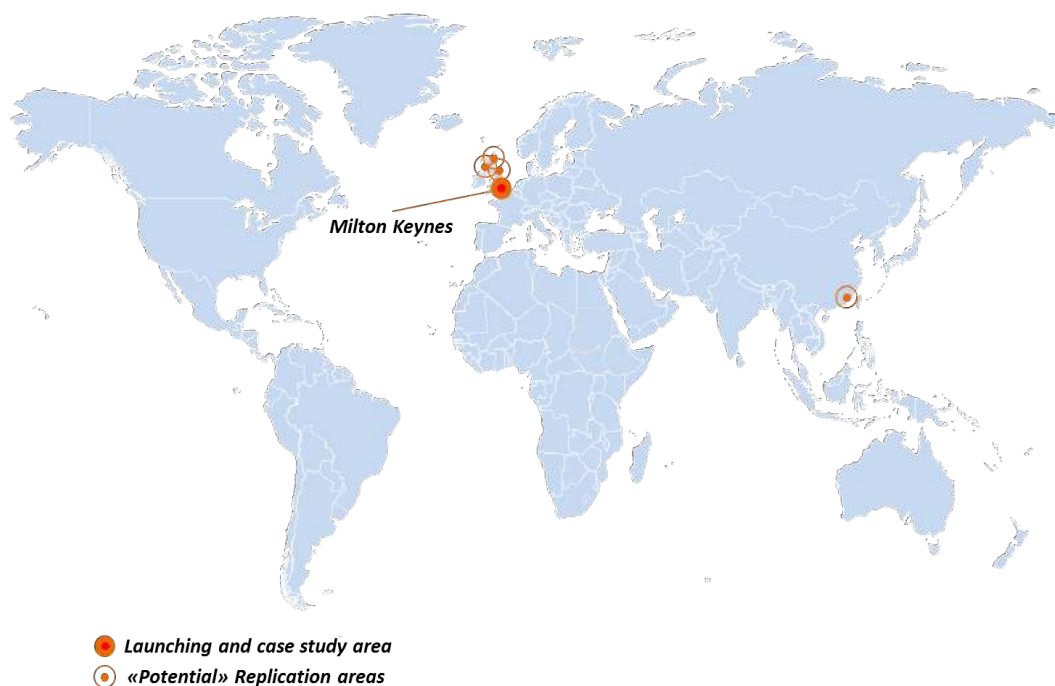 Milton Keynes
Launching and case study area
«Potential» Replication areas